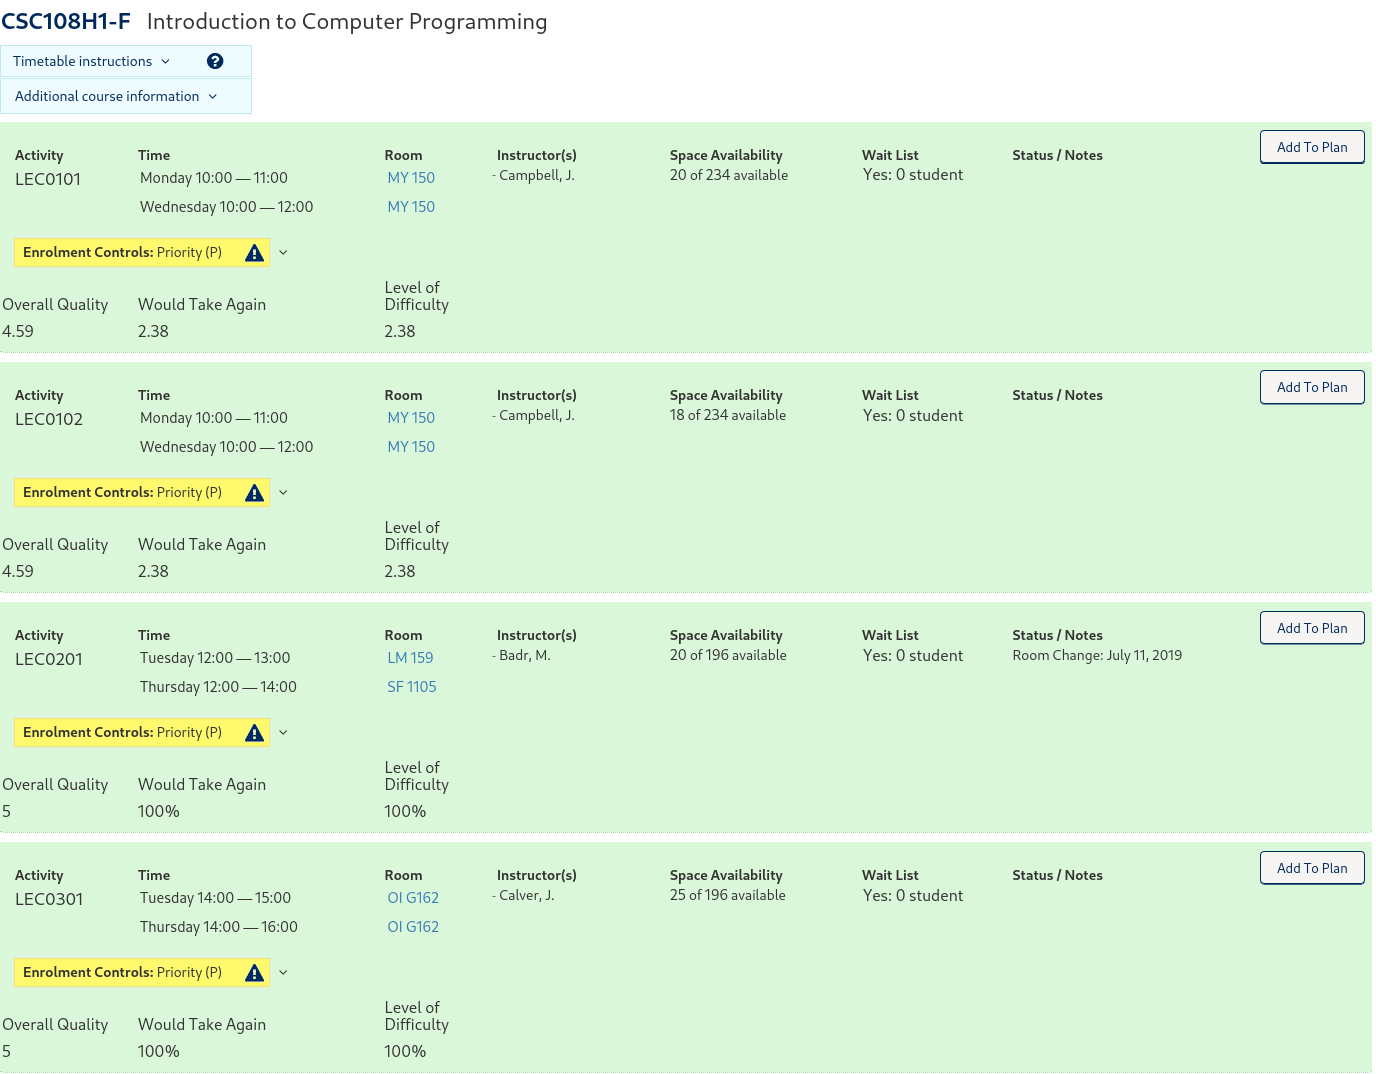 CSC108H1-F Introduction to Computer Programming
Timetable instructions
Additional course information
Add To Plan
Activity Time Room Instructor(s) Space Availability Wait List Status / Notes
LEC0101 Monday 10:00 — 11:00 MY 150 - Campbell, J. 20 of 234 available Yes: 0 student
Wednesday 10:00 — 12:00 MY 150
Enrolment Controls: Priority (P)
Overall Quality Would Take Again Level of
Difficulty
4.59 2.38 2.38
Add To Plan
Activity Time Room Instructor(s) Space Availability Wait List Status / Notes
LEC0102 Monday 10:00 — 11:00 MY 150 - Campbell, J. 18 of 234 available Yes: 0 student
Wednesday 10:00 — 12:00 MY 150
Enrolment Controls: Priority (P)
Overall Quality Would Take Again Level of
Difficulty
4.59 2.38 2.38
Add To Plan
Activity Time Room Instructor(s) Space Availability Wait List Status / Notes
LEC0201 Tuesday 12:00 — 13:00 LM 159 - Badr, M. 20 of 196 available Yes: 0 student Room Change: July 11, 2019
Thursday 12:00 — 14:00 SF 1105
Enrolment Controls: Priority (P)
Overall Quality Would Take Again Level of
Difficulty
5 100% 100%
Add To Plan
Activity Time Room Instructor(s) Space Availability Wait List Status / Notes
LEC0301 Tuesday 14:00 — 15:00 OI G162 - Calver, J. 25 of 196 available Yes: 0 student
Thursday 14:00 — 16:00 OI G162
Enrolment Controls: Priority (P)
Overall Quality Would Take Again Level of
Difficulty
5 100% 100%